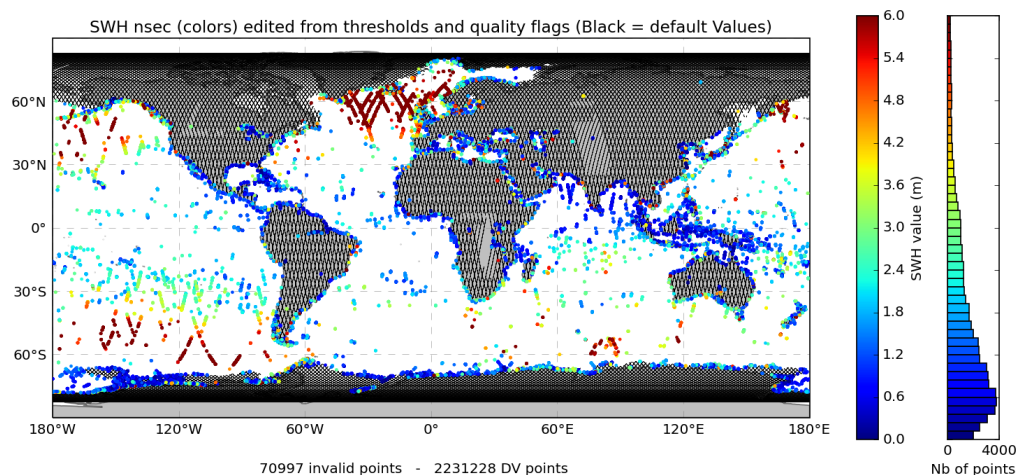 SWH nsec (colors) edited from thresholds and quality flags (Black = default Values)
60°N
30°N
0°
30°S
60°S
180°W
120°W
60°W
0°
60°E
120°E
180°E
6.0
5.4
4.8
4.2
3.6
3.0
2.4
1.8
1.2
0.6
0.0
SWH value (m)
0
4000
Nb of points
70997 invalid points - 2231228 DV points